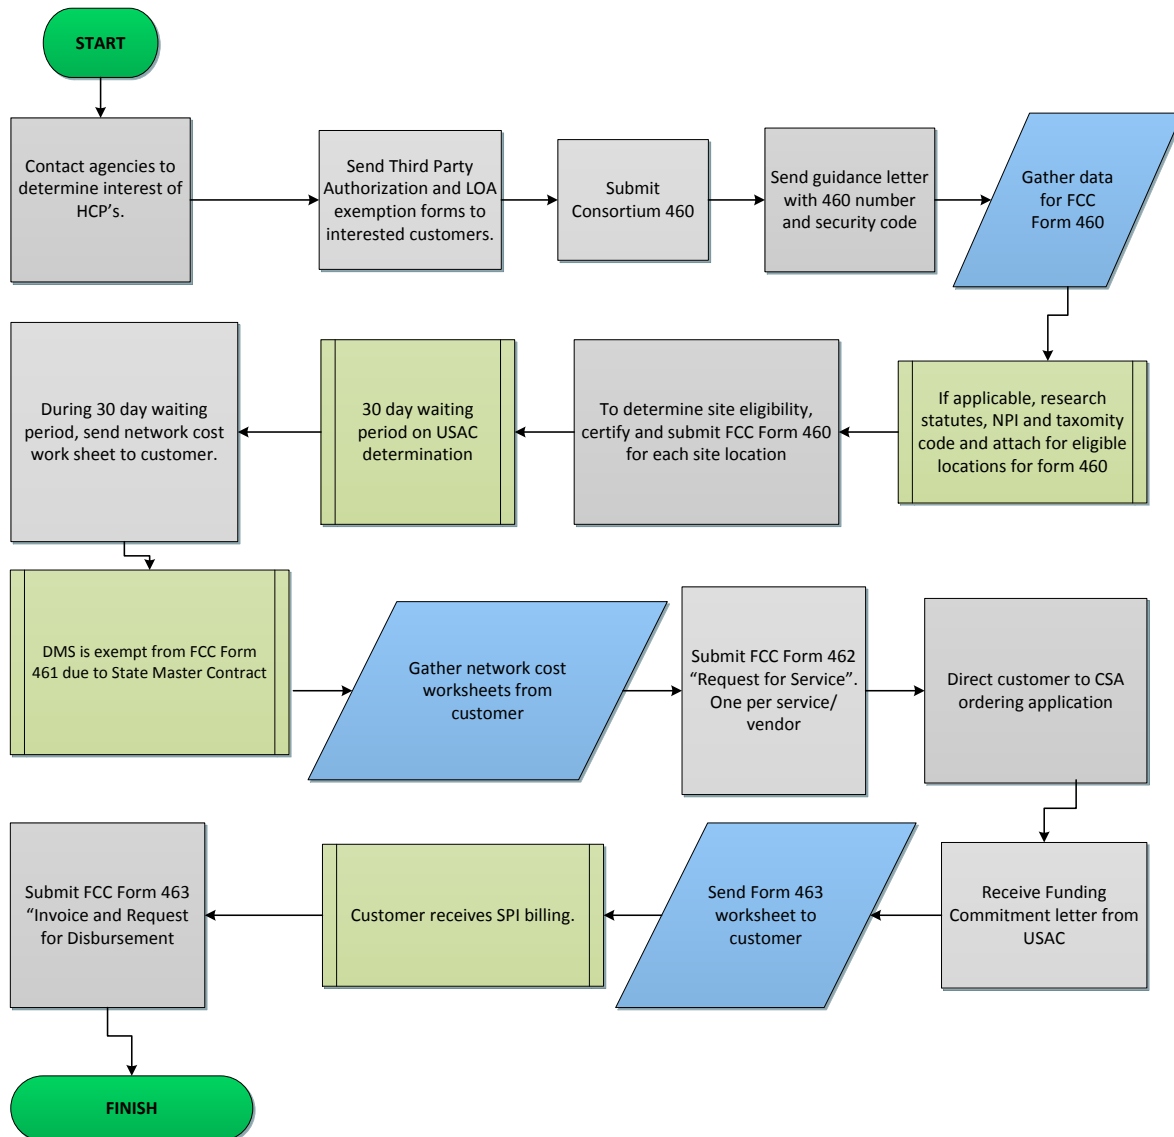 START
Contact agencies to
determine interest of
HCP's.
Send Third Party
Authorization and LOA
exemption forms to
interested customers.
Submit
Consortium 460
Send guidance letter
with 460 number
and security code
Gather data
for FCC
Form 460
If applicable, research
statutes, NPI and taxomity
code and attach for eligible
locations for form 460
To determine site eligibility,
certify and submit FCC Form 460
for each site location
30 day waiting
period on USAC
determination
During 30 day waiting
period, send network cost
work sheet to customer.
DMS is exempt from FCC Form
461 due to State Master Contract
Gather network cost
worksheets from
customer
Submit FCC Form 462
“Request for Service”.
One per service/
vendor
Direct customer to CSA
ordering application
Receive Funding
Commitment letter from
USAC
Send Form 463
worksheet to
customer
Customer receives SPI billing.
Submit FCC Form 463
“Invoice and Request
for Disbursement
FINISH